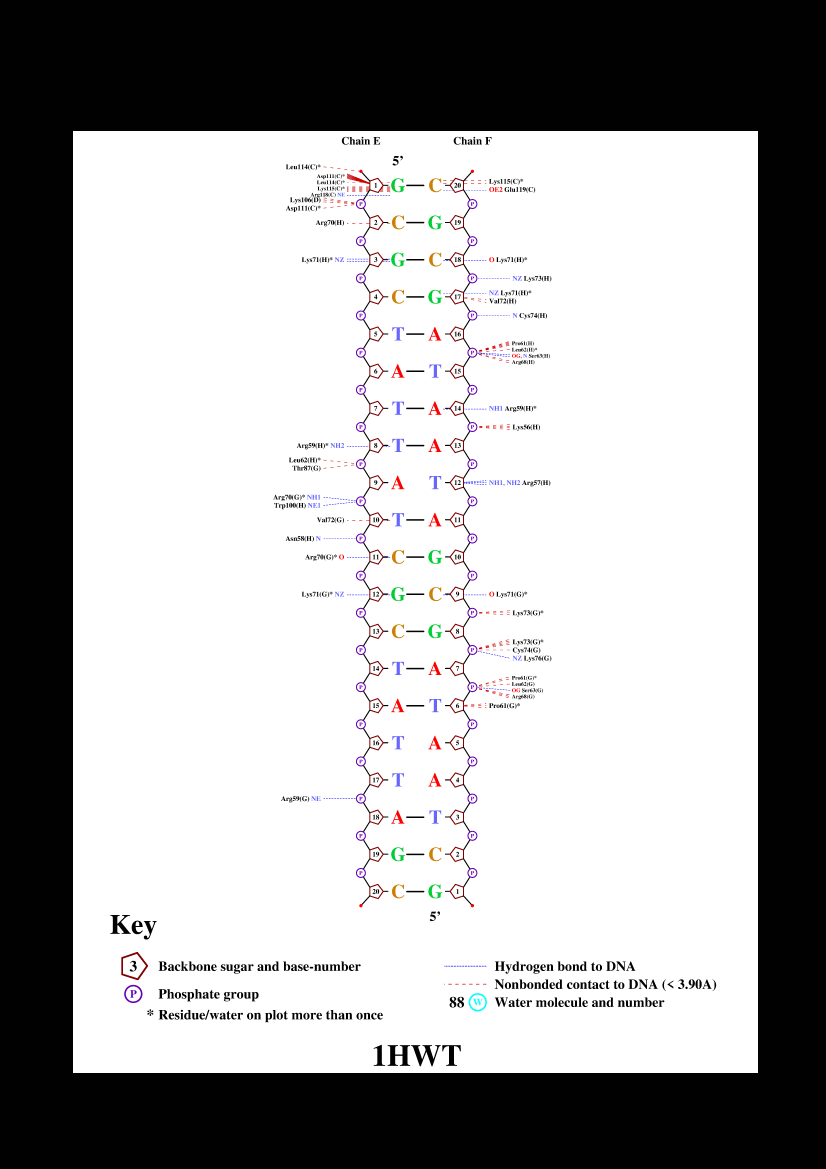 Chain E Chain F
5’
Leu114(C)*
Asp111(C)*
Leu114(C)*
Lys115(C)*
Arg118(C) NE
Lys106(D)
Asp111(C)*
1 G C 20
Lys115(C)*
OE2 Glu119(C)
P P
Arg70(H) 2 C G 19
P P
Lys71(H)* NZ 3 G C 18 O Lys71(H)*
P P NZ Lys73(H)
4 C G 17 NZ Lys71(H)*
Val72(H)
P P N Cys74(H)
5 T A 16
P P
Pro61(H)
Leu62(H)*
OG, N Ser63(H)
Arg68(H)
6 A T 15
P P
7 T A 14 NH1 Arg59(H)*
P P Lys56(H)
Arg59(H)* NH2 8 T A 13
Leu62(H)*
Thr87(G)
P P
9 A T 12 NH1, NH2 Arg57(H)
Arg70(G)* NH1
Trp100(H) NE1
P P
Val72(G) 10 T A 11
Asn58(H) N P P
Arg70(G)* O 11 C G 10
P P
Lys71(G)* NZ 12 G C 9 O Lys71(G)*
P P Lys73(G)*
13 C G 8
P P
Lys73(G)*
Cys74(G)
NZ Lys76(G)
14 T A 7
P P
Pro61(G)*
Leu62(G)
OG Ser63(G)
Arg68(G)
15 A T 6 Pro61(G)*
P P
16 T A 5
P P
17 T A 4
Arg59(G) NE P P
18 A T 3
P P
19 G C 2
P P
20 C G 1
5’
Key
3 Backbone sugar and base-number
P Phosphate group
* Residue/water on plot more than once
Hydrogen bond to DNA
Nonbonded contact to DNA (< 3.90A)
88 W Water molecule and number
1HWT